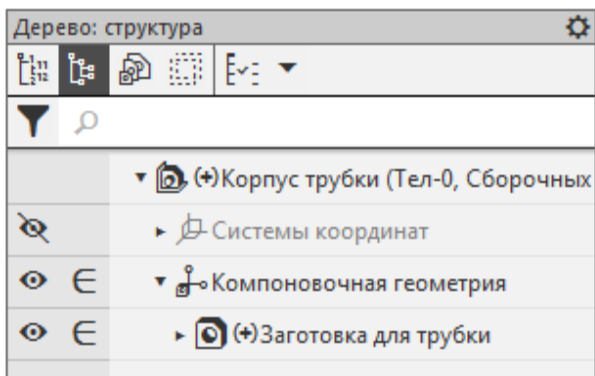 Дерево: структура
(+)Корпус трубки (Тел-0, Сборочных
Системы координат
Компоновочная геометрия
(+)Заготовка для трубки